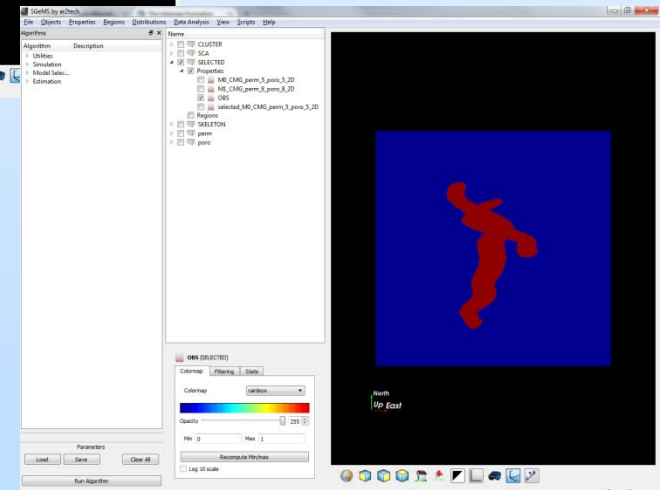 SGeMS by ar2tech
File Objects Properties Regions Distributions Data Analysis View Scripts Help
Algorithms
Algorithm Description
Utilities
Simulation
Model Selec...
Estimation
Name
CLUSTER
SCA
SELECTED
Properties
M0_CMG_perm_5_poro_5_2D
M1_CMG_perm_8_poro_8_2D
OBS
selected_M0_CMG_perm_5_poro_5_2D
Regions
SKELETON
perm
poro
OBS (SELECTED)
Colormap Filtering Stats
Colormap rainbow
Opacity 255
Min 0 Max 1
Recompute Min/max
Log 10 scale
Parameters
Load Save Clear All
Run Algorithm
North
Up East